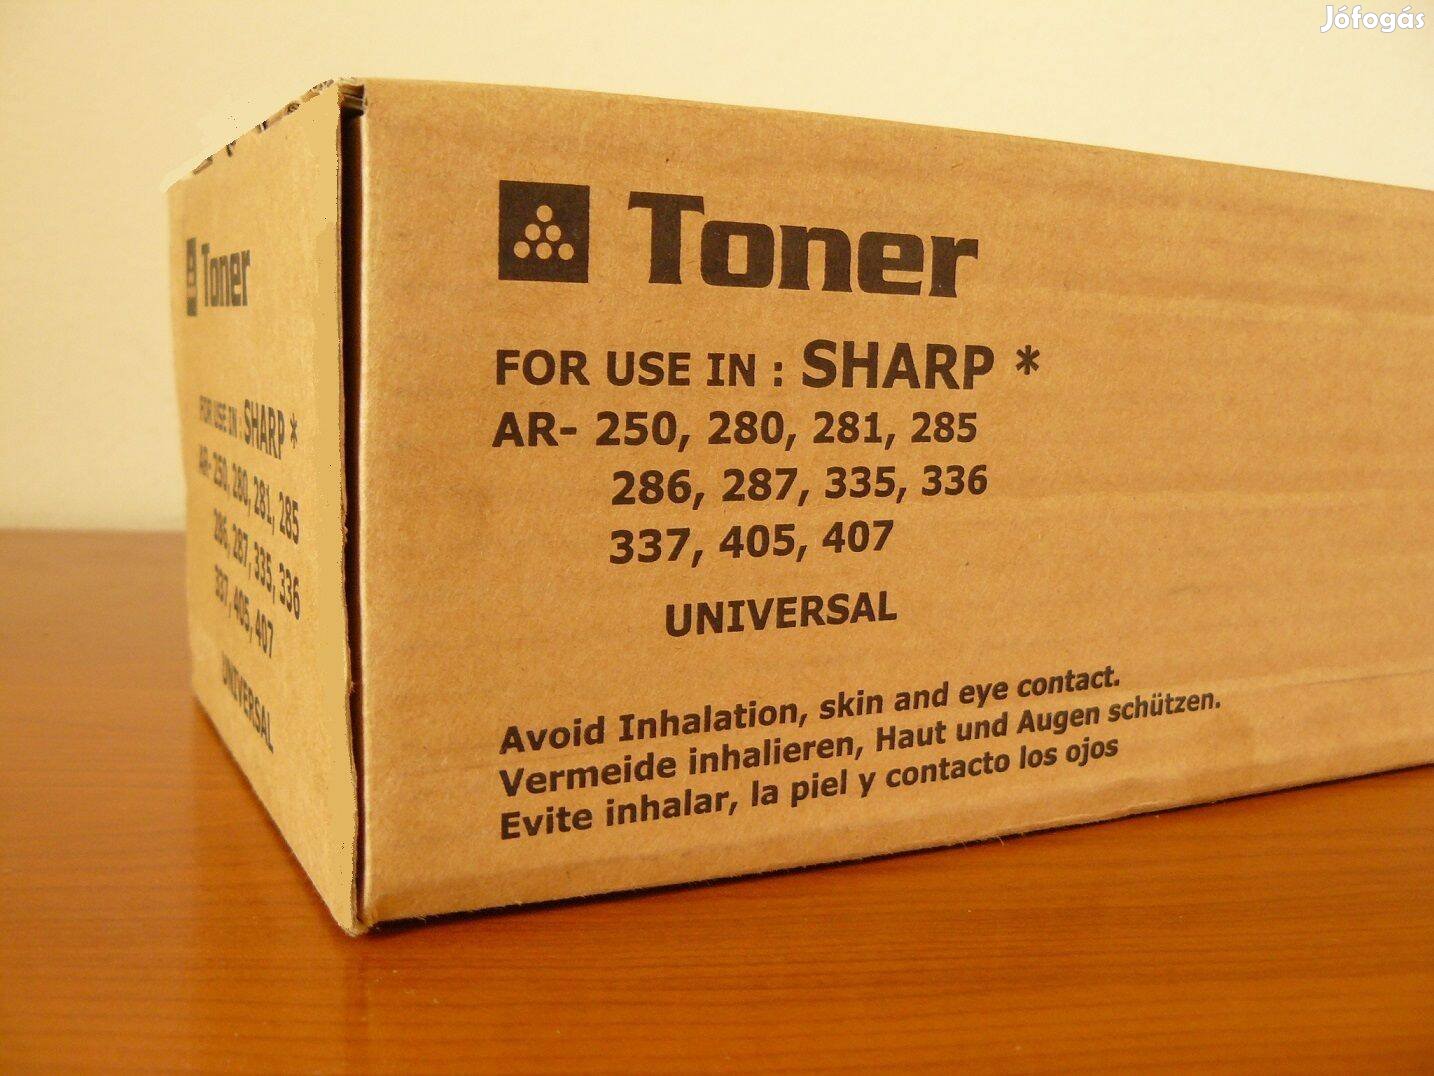 Jófogás
Toner
FOR USE IN : SHARP *
AR- 250, 280, 281, 285
286, 287, 335, 336
337, 405, 407
UNIVERSAL
Avoid Inhalation, skin and eye contact.
Vermeide inhalieren, Haut und Augen schützen.
Evite inhalar, la piel y contacto los ojos
Toner
FOR USE IN : SHARP *
AR- 250, 280, 281, 285
286, 287, 335, 336
337, 405, 407
UNIVERSAL